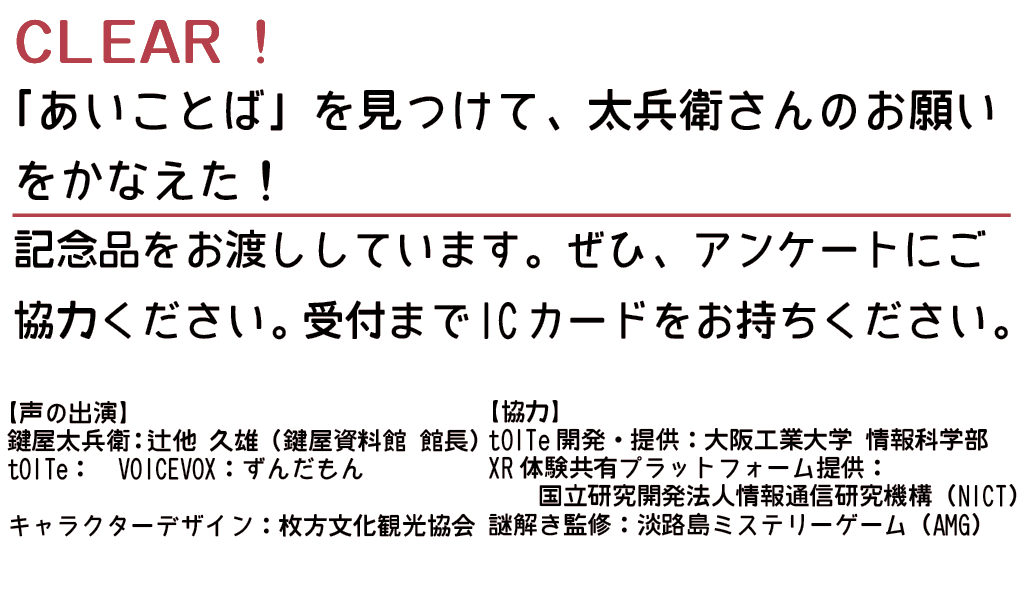 CLEAR！
「あいことば」を見つけて、太兵衛さんのお願い
をかなえた！
記念品をお渡ししています。ぜひ、アンケートにご
協力ください。受付までICカードをお持ちください。
【声の出演】
鍵屋太兵衛：辻他 久雄（鍵屋資料館 館長）
tOITe： VOICEVOX：ずんだもん
キャラクターデザイン：枚方文化観光協会
【協力】
tOITe開発・提供：大阪工業大学 情報科学部
XR体験共有プラットフォーム提供：
国立研究開発法人情報通信研究機構（NICT）
謎解き監修：淡路島ミステリーゲーム（AMG）